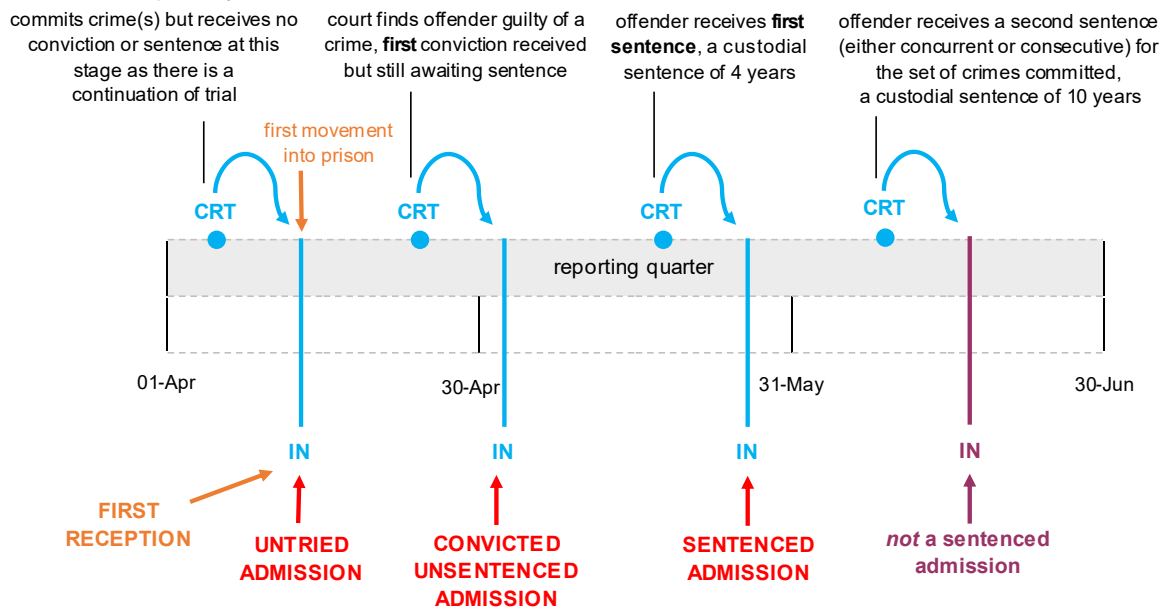 commits crime(s) but receives no
conviction or sentence at this
stage as there is a
continuation of trial
court finds offender guilty of a
crime, first conviction received
but still awaiting sentence
offender receives first
sentence, a custodial
sentence of 4 years
offender receives a second sentence
(either concurrent or consecutive) for
the set of crimes committed,
a custodial sentence of 10 years
first movement
into prison
CRT
CRT
CRT
CRT
reporting quarter
01-Apr
30-Apr
31-May
30-Jun
IN
IN
IN
IN
FIRST
RECEPTION
UNTRIED
ADMISSION
CONVICTED
UNSENTENCED
ADMISSION
SENTENCED
ADMISSION
not a sentenced
admission